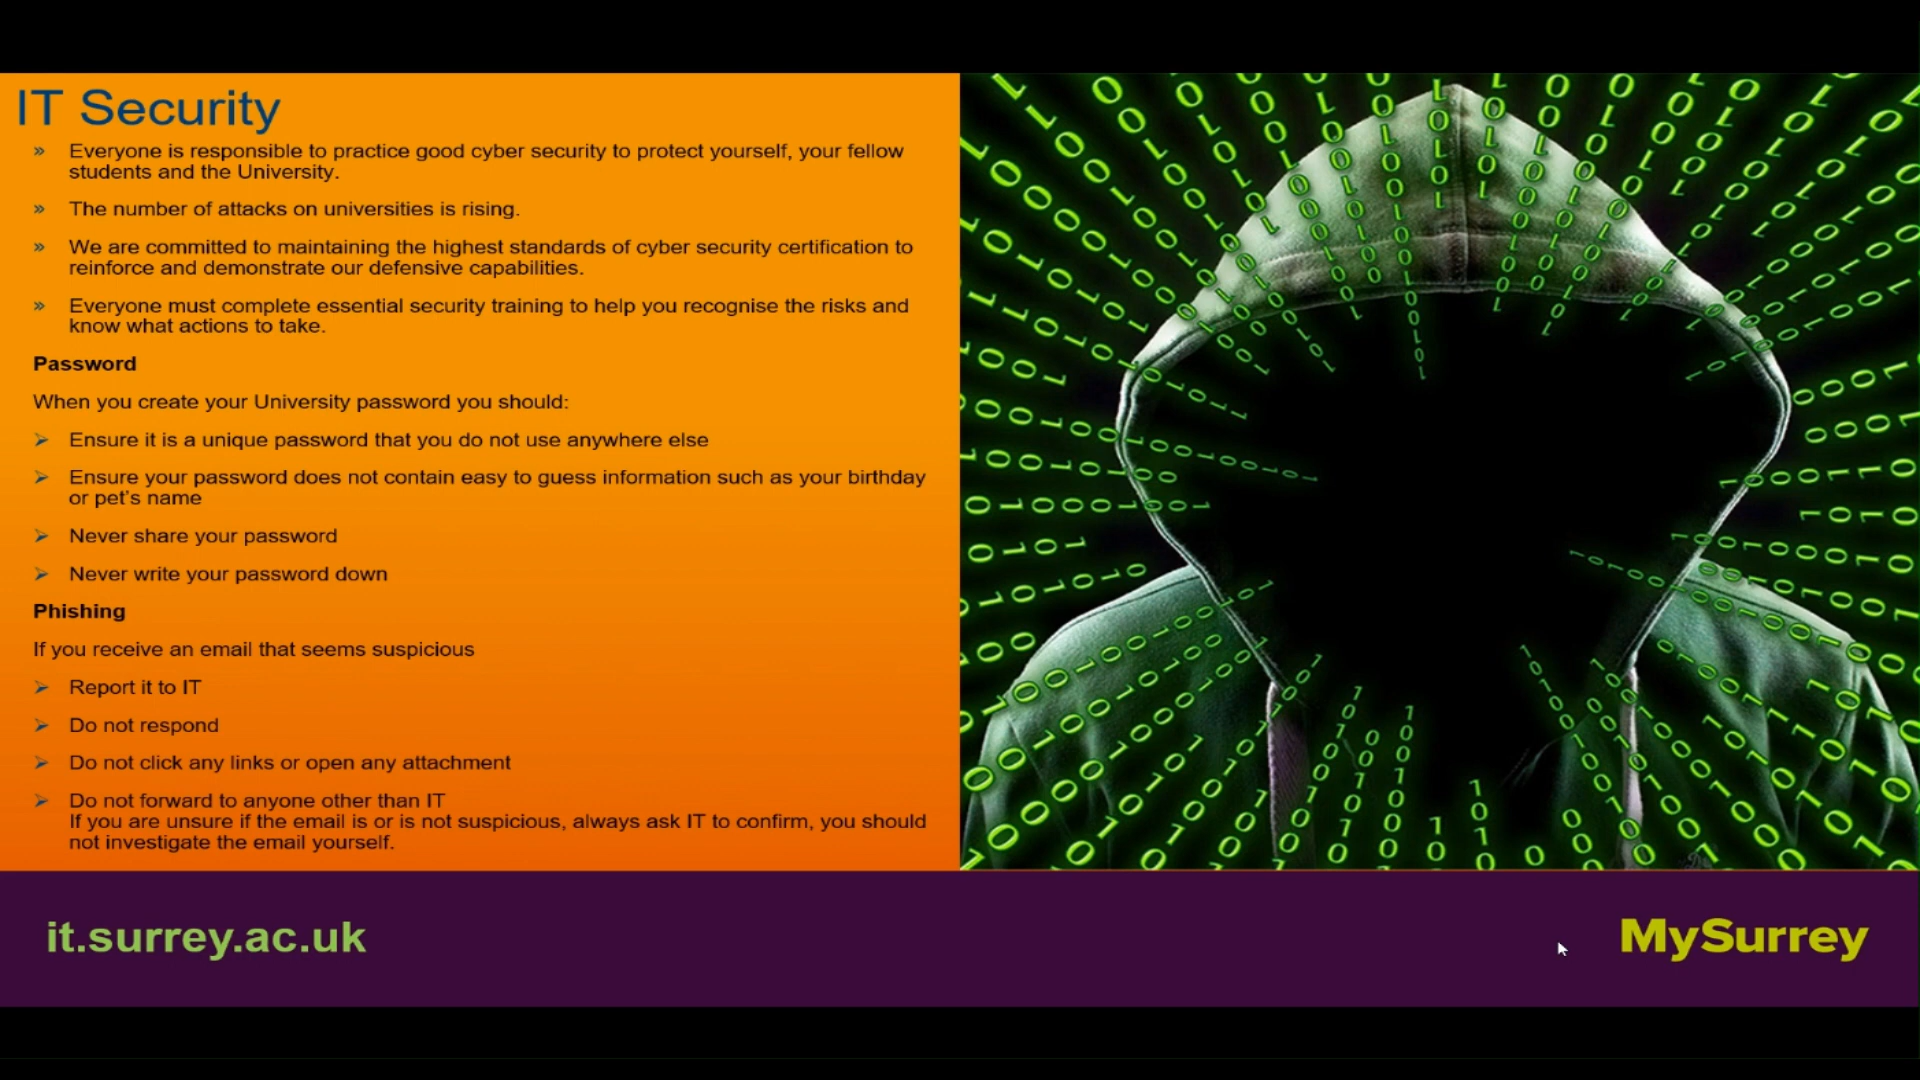 IT Security
» Everyone is responsible to practice good cyber security to protect yourself, your fellow
students and the University.
» The number of attacks on universities is rising.
» We are committed to maintaining the highest standards of cyber security certification to
reinforce and demonstrate our defensive capabilities.
» Everyone must complete essential security training to help you recognise the risks and
know what actions to take.
Password
When you create your University password you should:
➢ Ensure it is a unique password that you do not use anywhere else
➢ Ensure your password does not contain easy to guess information such as your birthday
or pet's name
➢ Never share your password
➢ Never write your password down
Phishing
If you receive an email that seems suspicious
➢ Report it to IT
➢ Do not respond
➢ Do not click any links or open any attachment
➢ Do not forward to anyone other than IT
If you are unsure if the email is or is not suspicious, always ask IT to confirm, you should
not investigate the email yourself.
it.surrey.ac.uk
MySurrey